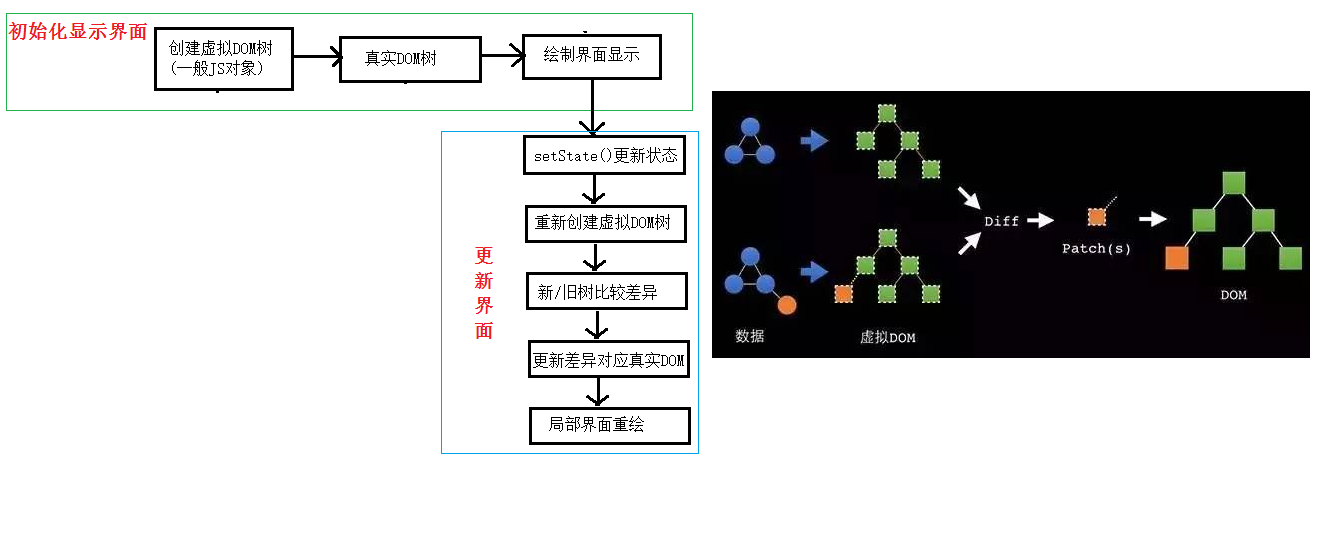 初始化显示界面
创建虚拟DOM树
(一般JS对象)
真实DOM树
绘制界面显示
更
新
界
面
setState()更新状态
重新创建虚拟DOM树
新/旧树比较差异
更新差异对应真实DOM
局部界面重绘
Diff
Patch(s)
DOM
数据
虚拟DOM